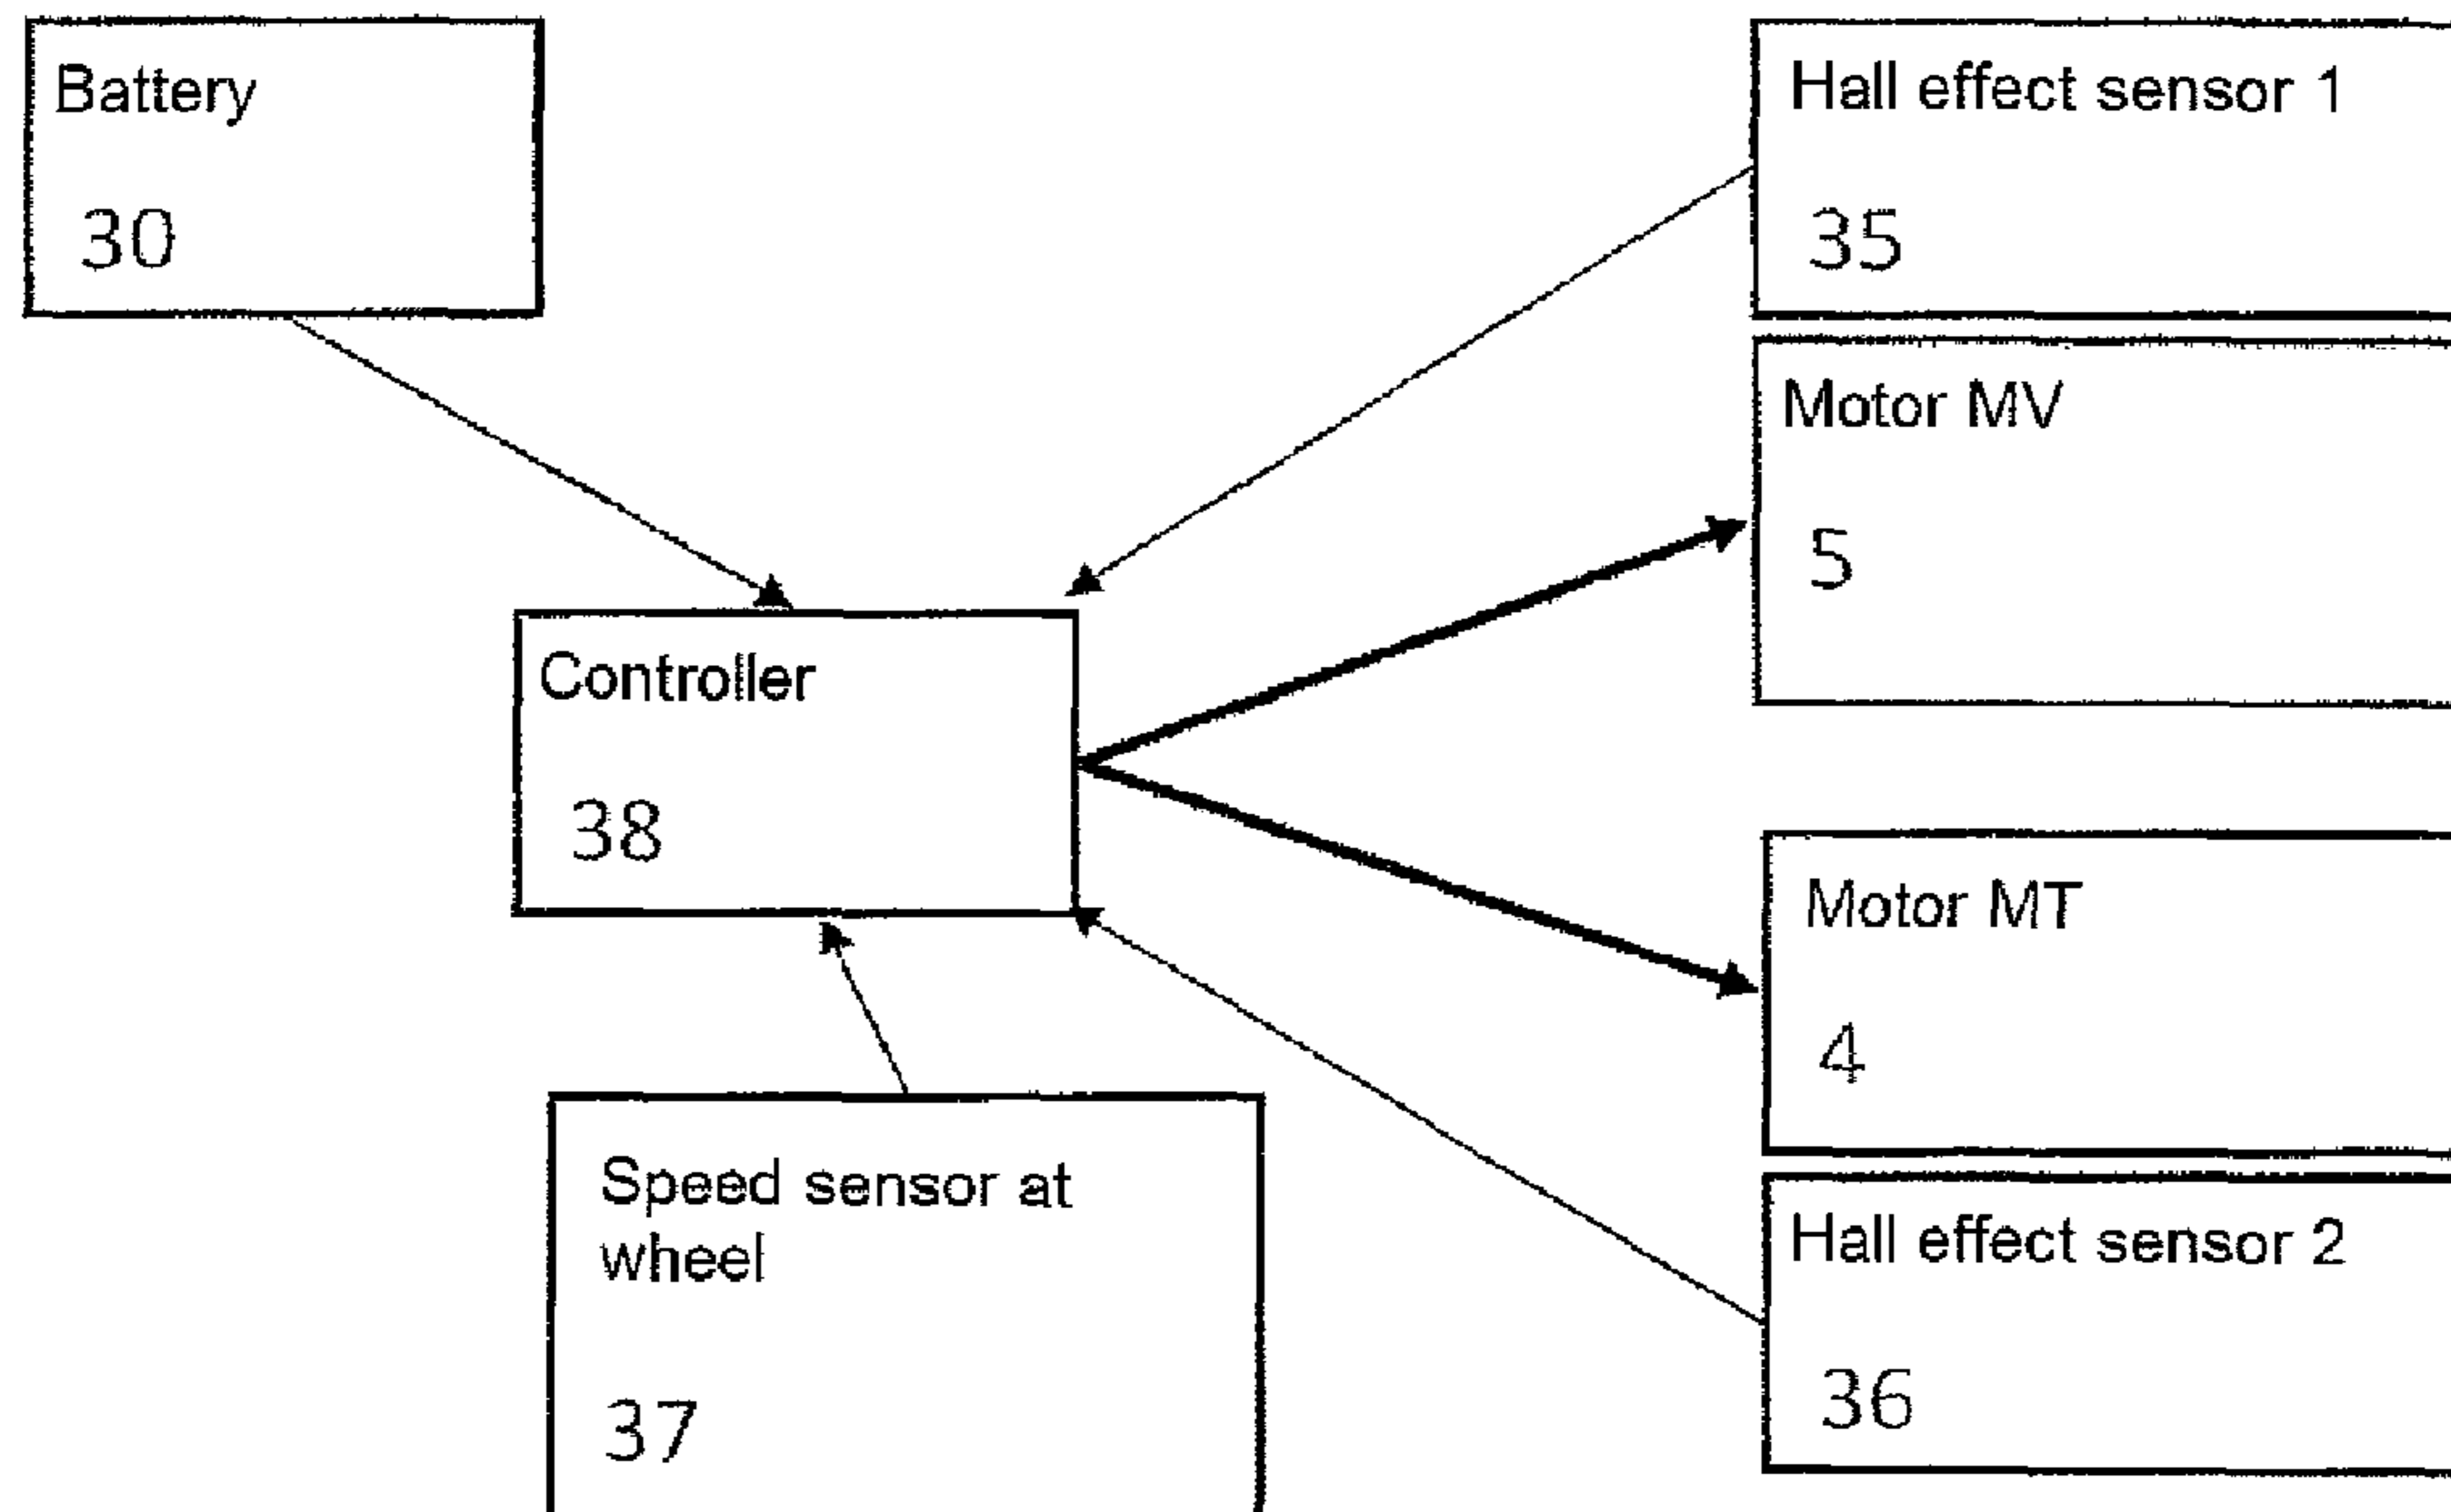 Battery
30
Hall effect sensor 1
35
Motor MV
5
Controller
38
Motor MT
4
Speed sensor at
wheel
37
Hall effect sensor 2
36